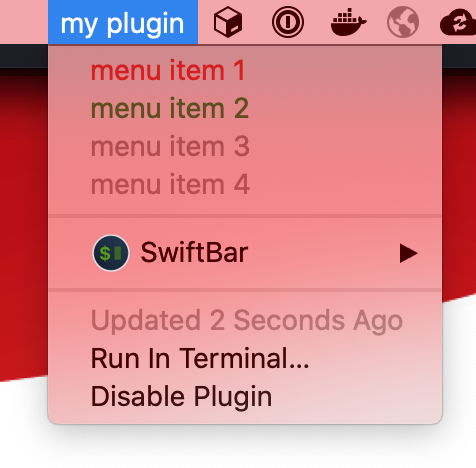 my plugin
menu item 1
menu item 2
menu item 3
menu item 4
$
SwiftBar
Updated 2 Seconds Ago
Run In Terminal...
Disable Plugin